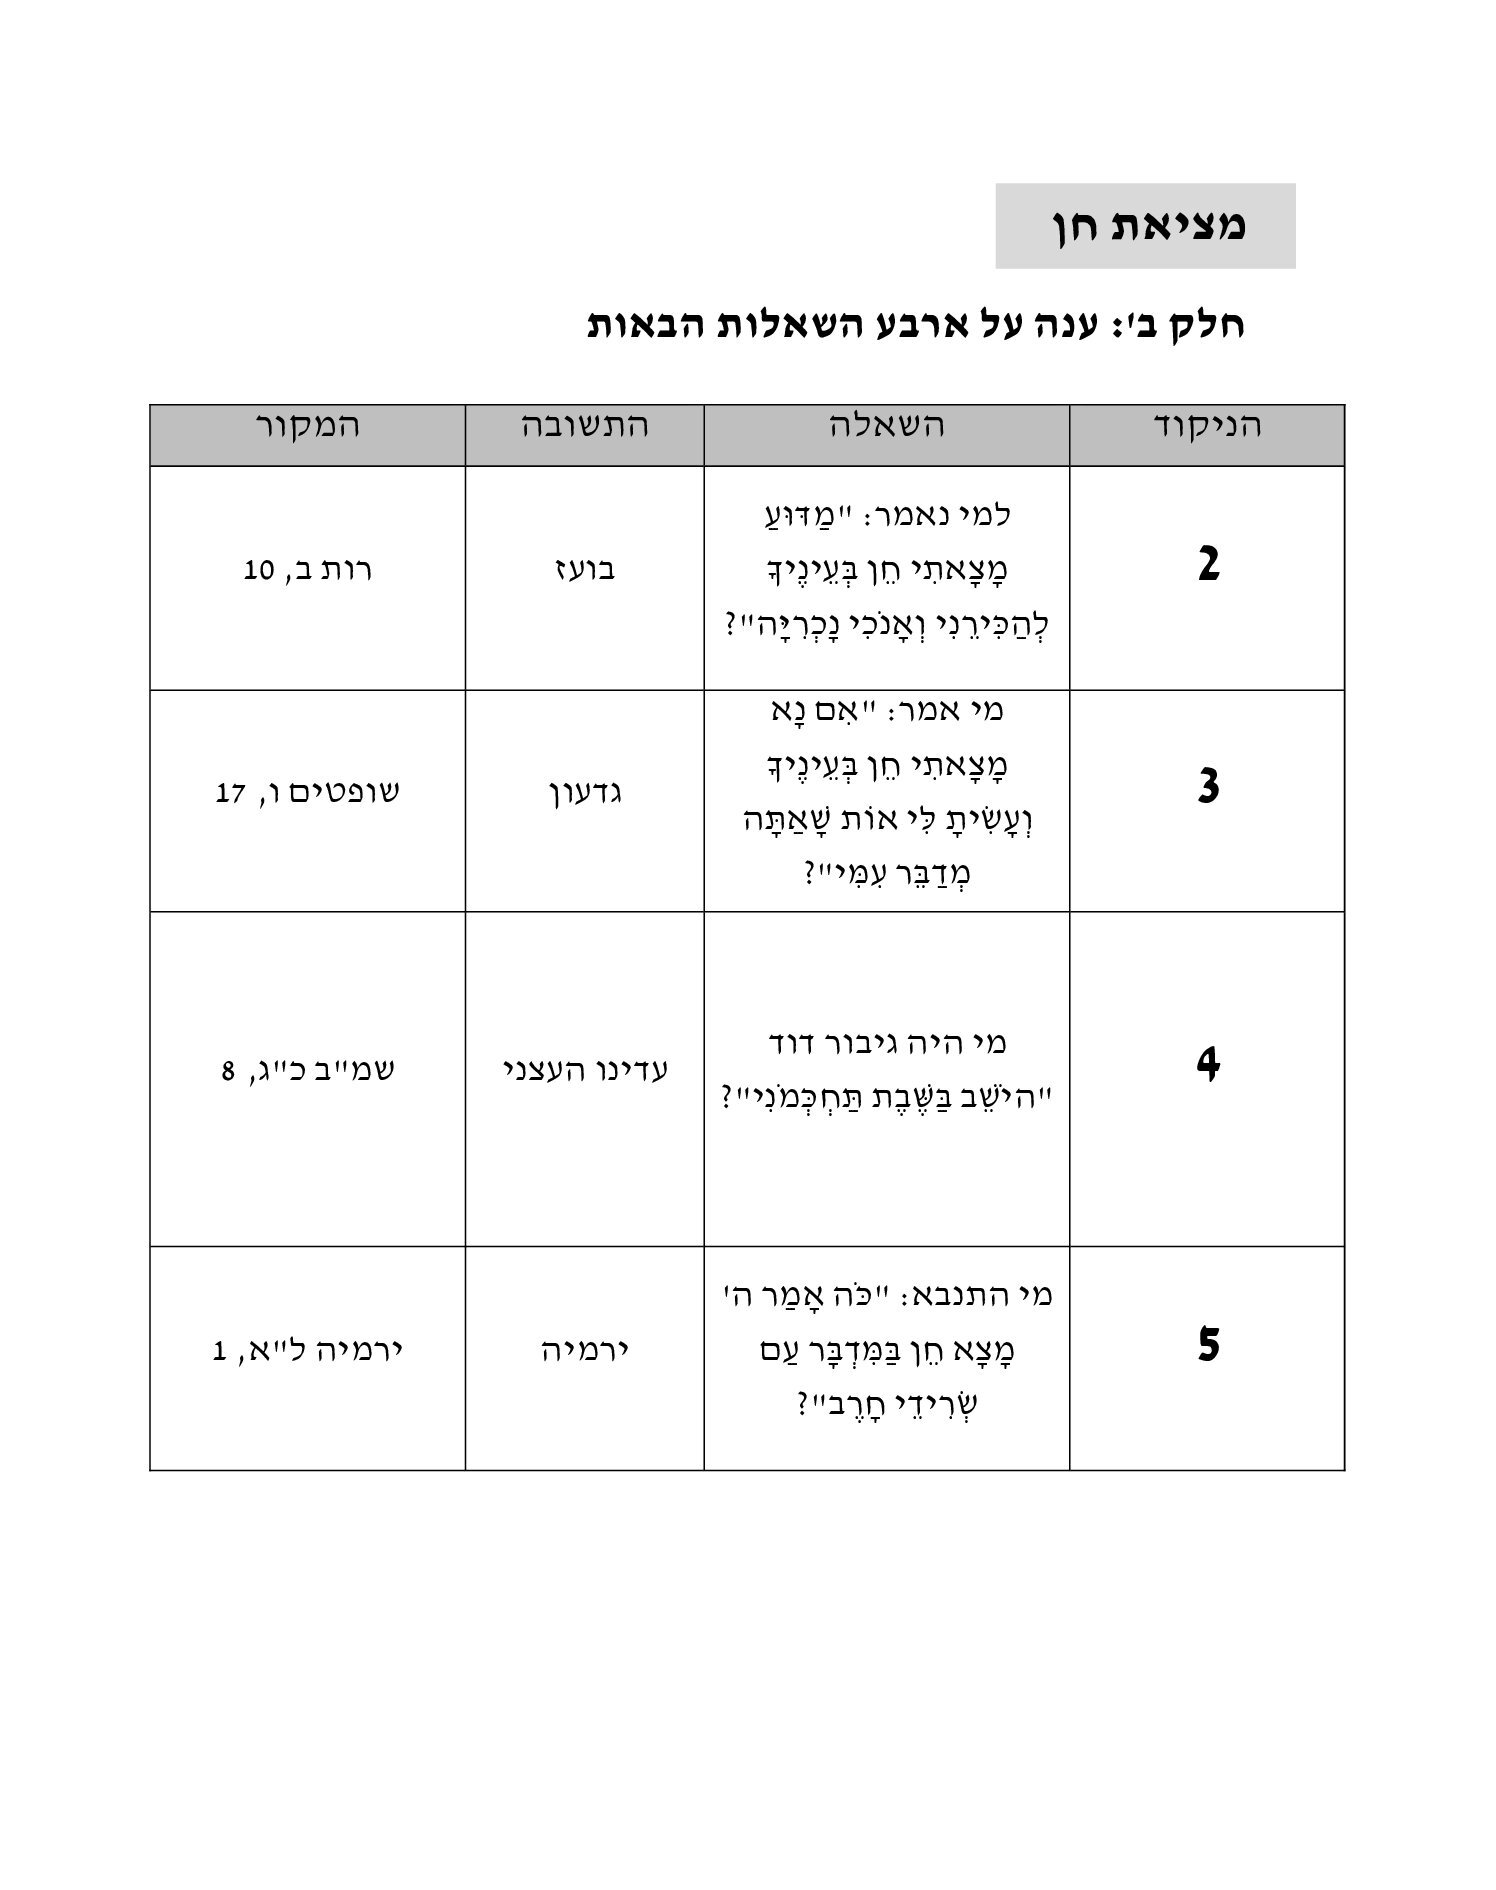 מציאת חן
חלק ב': ענה על ארבע השאלות הבאות
הניקוד השאלה התשובה המקור
למי נאמר: "מַדּוּעַ
מָצָאתִי חֵן בְּעֵינֶיךָ
לְהַכִּירֵנִי וְאָנֹכִי נָכְרִיָּה"?
2
בועז
רות ב, 10
מי אמר: "אִם נָא
מָצָאתִי חֵן בְּעֵינֶיךָ
וְעָשִׂיתָ לִּי אוֹת שָׁאַתָּה
מְדַבֵּר עִמִּי"?
3
גדעון
שופטים ו, 17
מי היה גיבור דוד
"הישֵׁב בַּשֶּׁבֶת תַּחְכְּמֹנִי"?
4
עדינו העצני
שמ"ב כ"ג, 8
מי התנבא: "כֹּה אָמַר ה'
מָצָא חֵן בַּמִּדְבָּר עַם
שְׂרִידֵי חָרֶב"?
5
ירמיה
ירמיה ל"א, 1